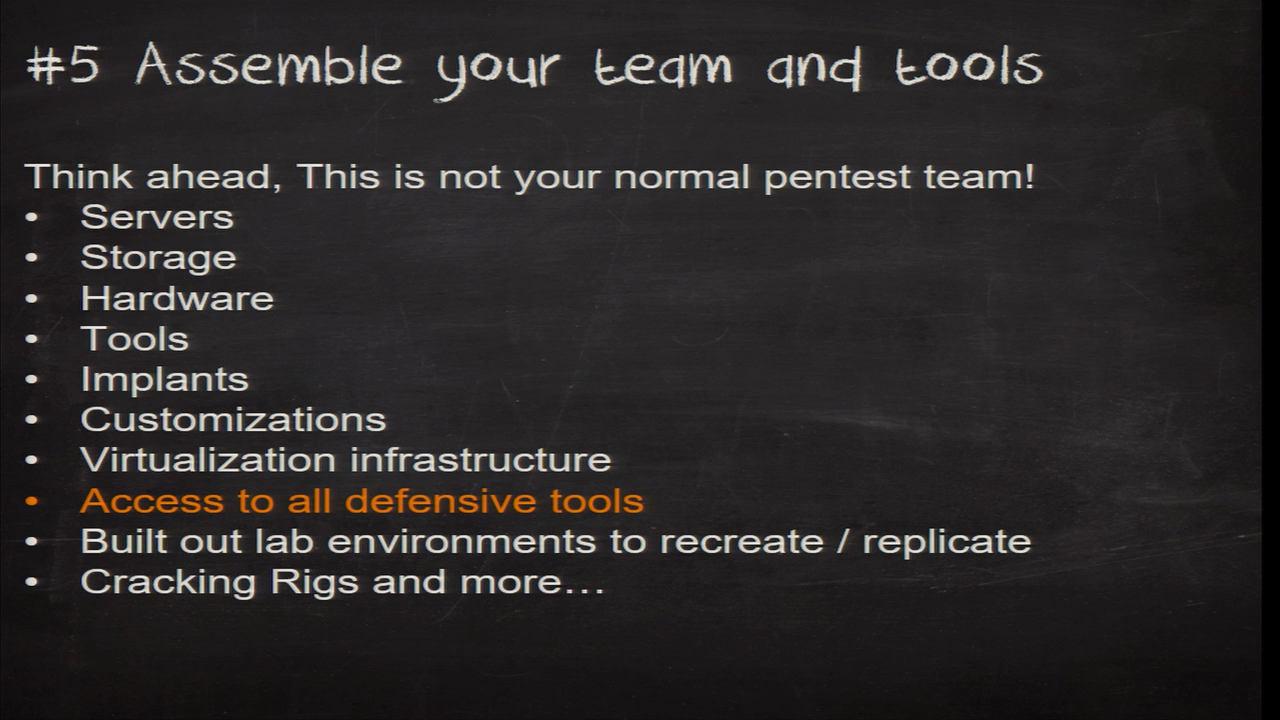 #5 Assemble your team and tools
Think ahead, This is not your normal pentest team!
• Servers
• Storage
• Hardware
• Tools
• Implants
• Customizations
• Virtualization infrastructure
• Access to all defensive tools
• Built out lab environments to recreate / replicate
• Cracking Rigs and more...